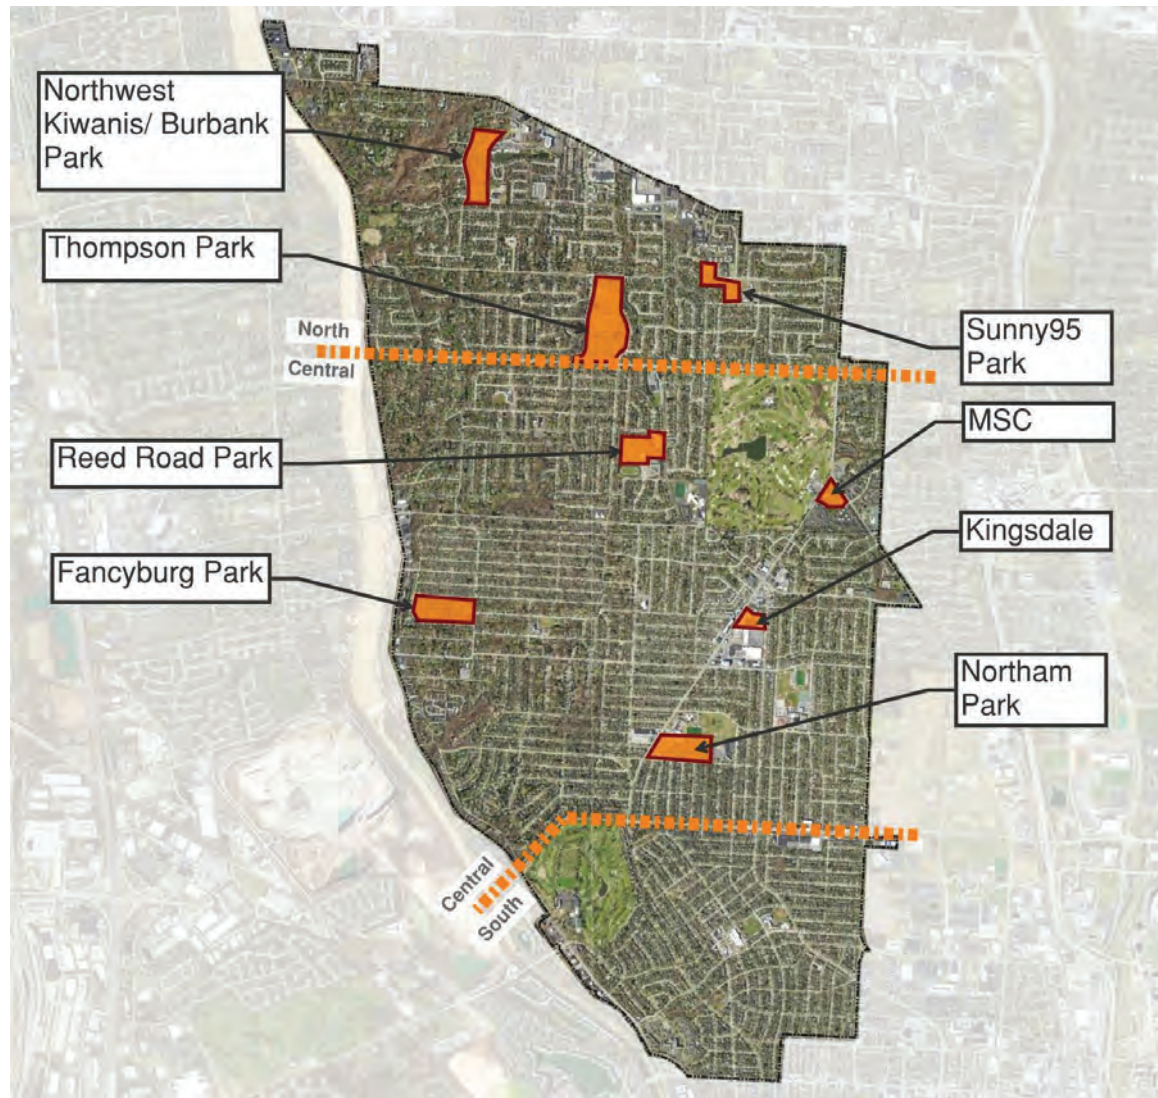 Northwest
Kiwanis/ Burbank
Park
Thompson Park
North
Central
Sunny95
Park
MSC
Reed Road Park
Kingsdale
Fancyburg Park
Northam
Park
Central
South